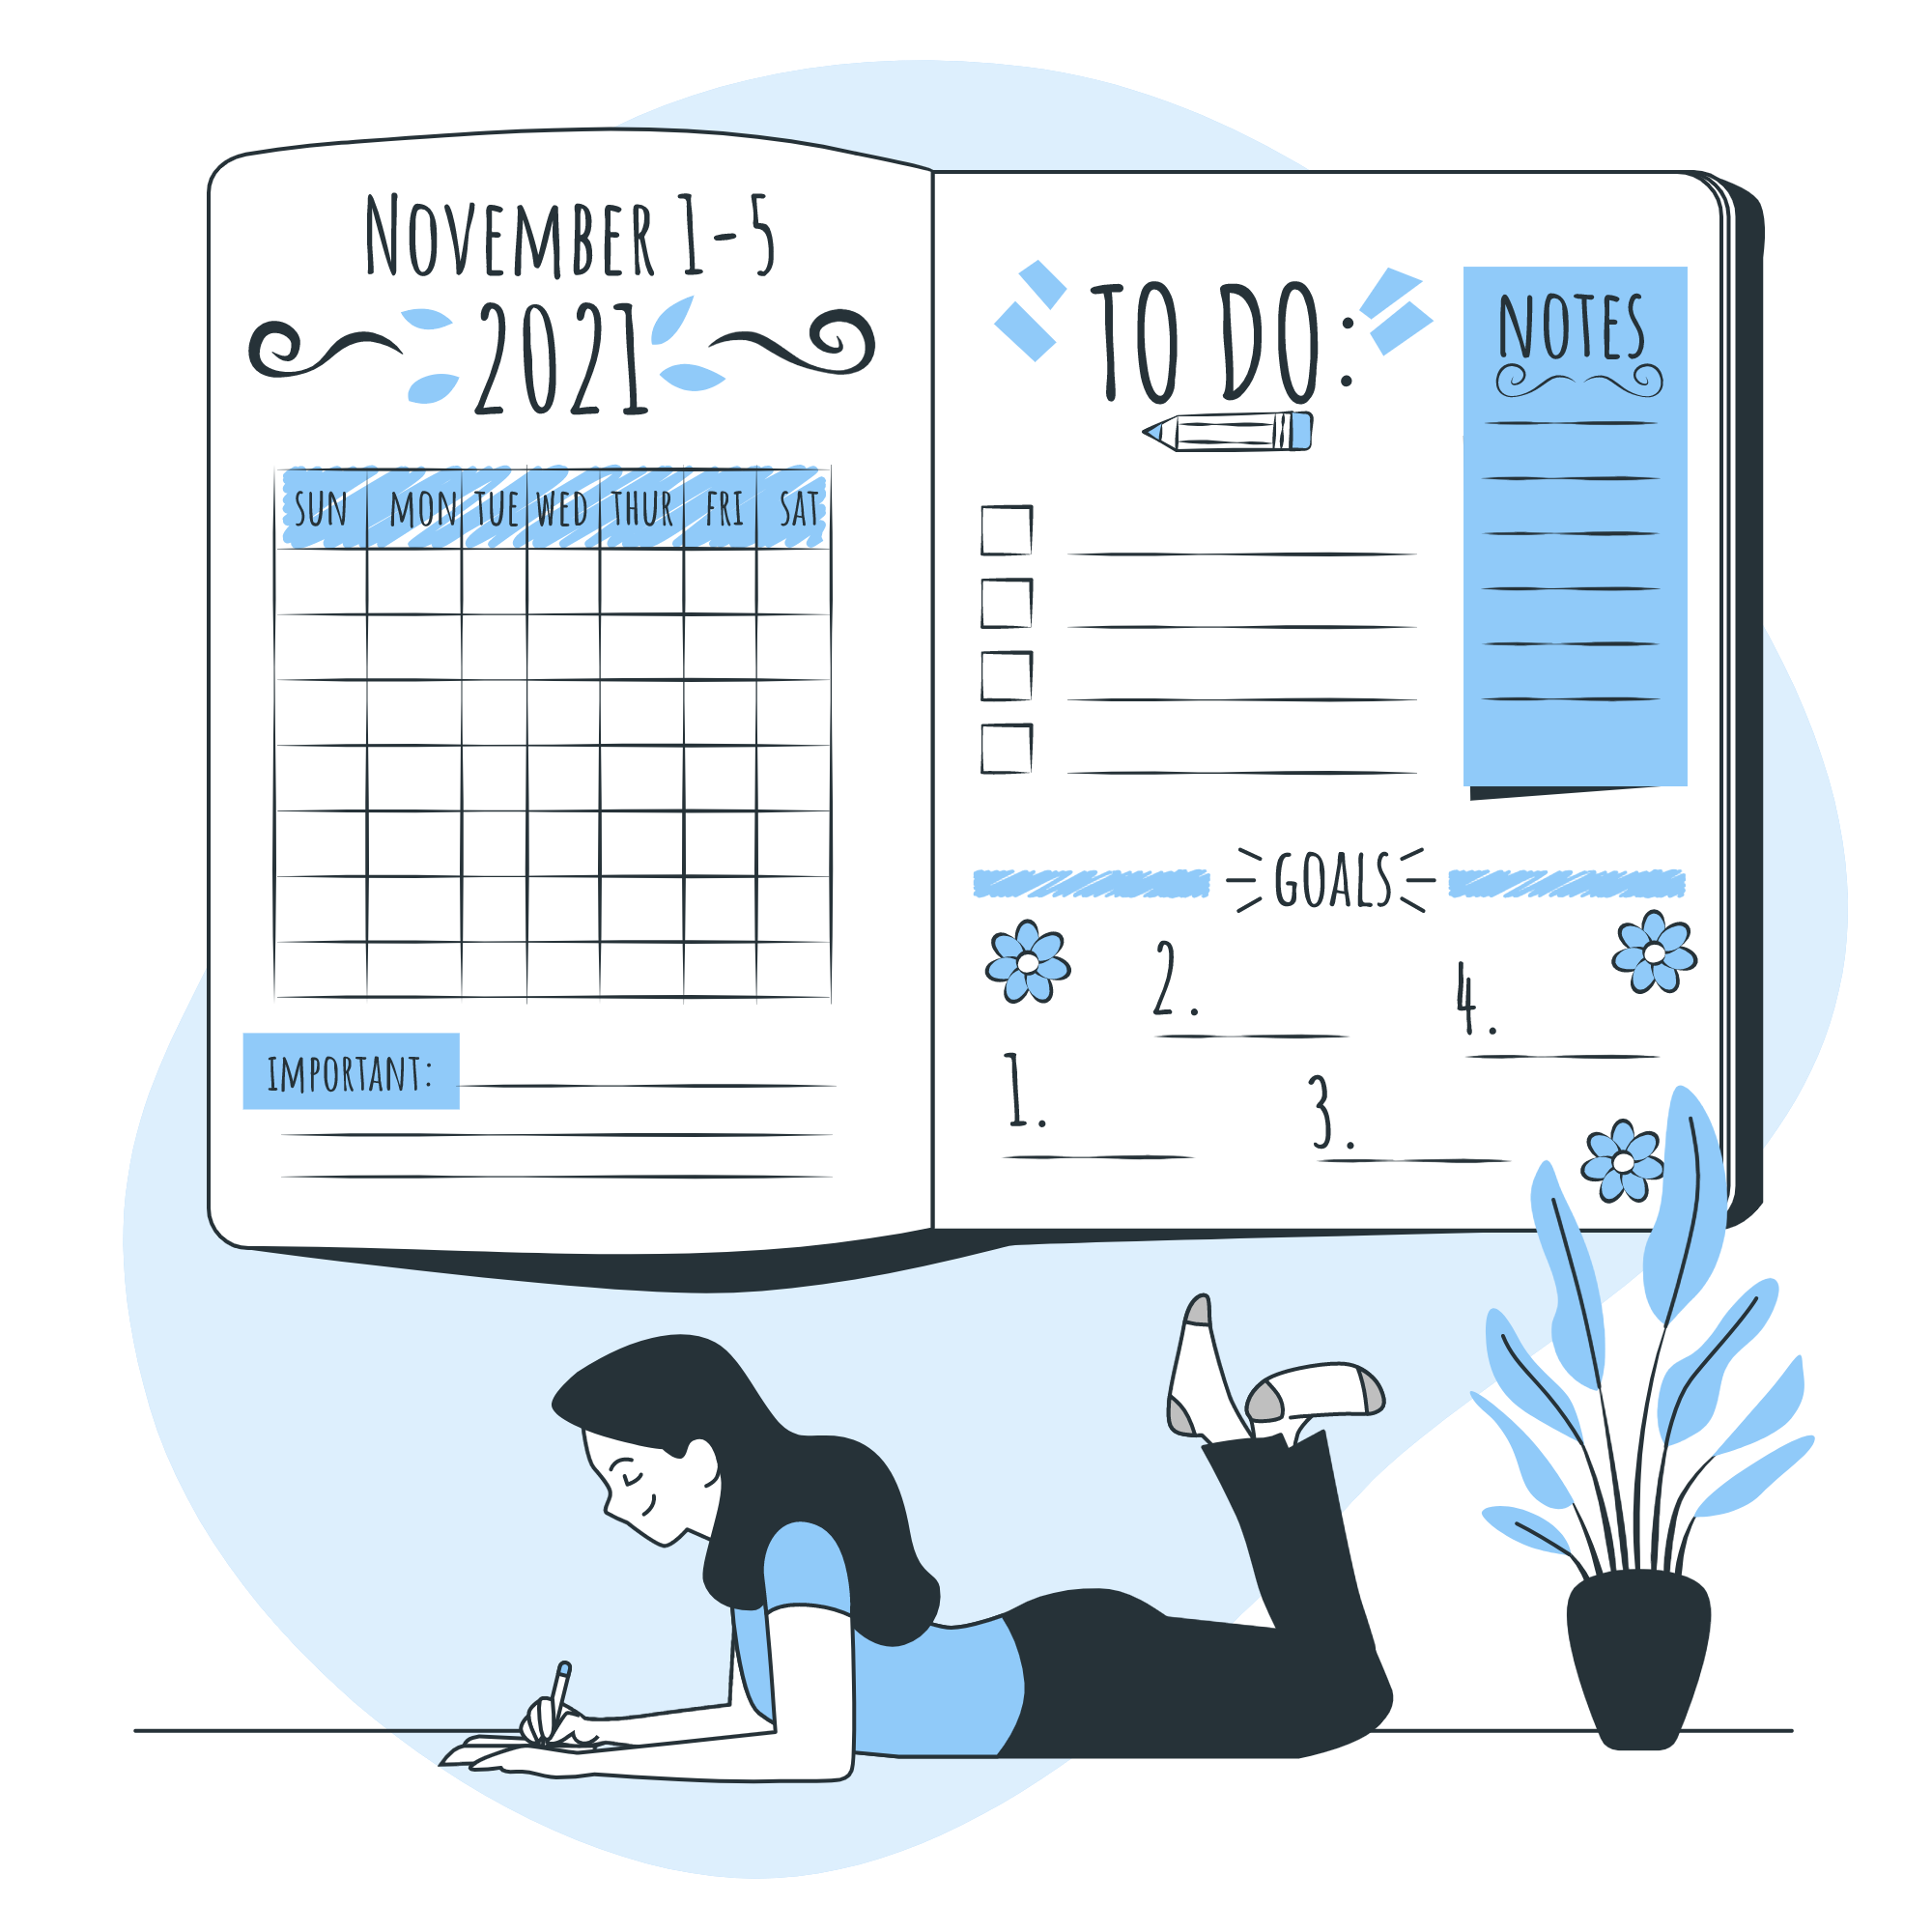 NOVEMBER 1-5
2021
SUN MON TUE WED THUR FRI SAT
IMPORTANT:
TO DO:
NOTES
GOALS
1.
2.
3.
4.